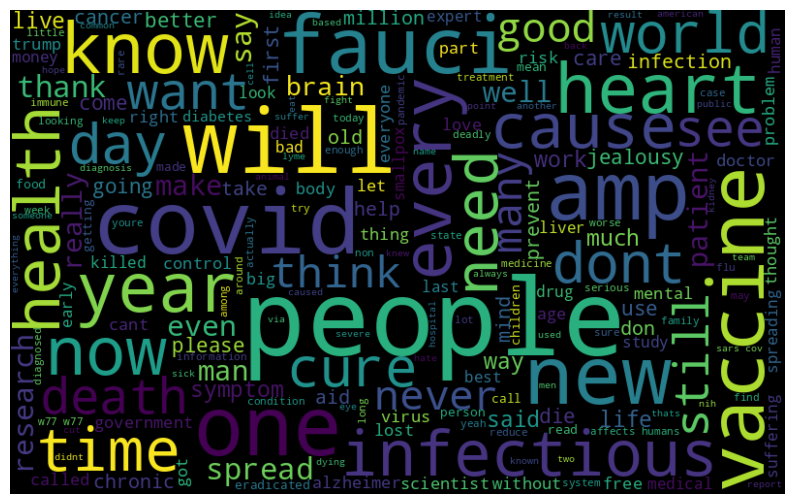 live cancer better million expert idea based result american
trump little common part back
money know say first fauci good world hope rare
thank want look brain risk care infection cell treatment
come well mean human
immune right diabetes everyone suffer fight pandemic case public problem
looking keep day will died old today point another heart
diagnosis bad enough smallpox love deadly cause see
food going make take body let lyme name work jealousy doctor
health really getting help try animal every need many amp patient kidney
week someone youre covid thing state prevent liver worse
killed control actually non knew much thought
early year big think last always medicine team flu
everything cant around among caused drug dont mental serious may
people children mind age use spreading
even please via severe hospital lot don study sure family sars cov
now information hate way used vaccine
research diagnosed man sick cure never best men thats nih find
death symptom condition aid new still suffering
w77 w77 government eye virus person call said die life
cut one long yeah reduce read affects humans
time didnt got lost infectious known two report
spread dying
called chronic eradicated alzheimer scientist without system free medical